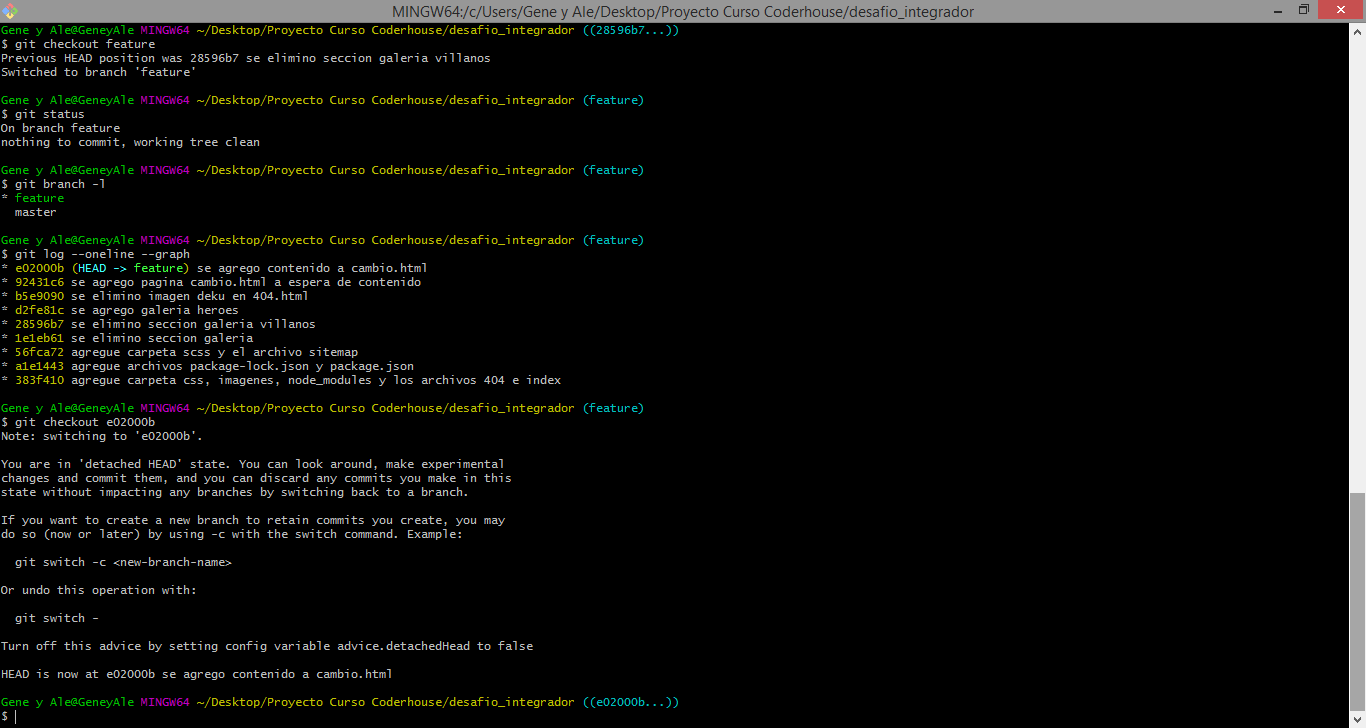 MINGW64:/c/Users/Gene y Ale/Desktop/Proyecto Curso Coderhouse/desafio_integrador
Gene y Ale@GeneyAle MINGW64 ~/Desktop/Proyecto Curso Coderhouse/desafio_integrador ((28596b7...))
$ git checkout feature
Previous HEAD position was 28596b7 se elimino seccion galeria villanos
Switched to branch 'feature'
Gene y Ale@GeneyAle MINGW64 ~/Desktop/Proyecto Curso Coderhouse/desafio_integrador (feature)
$ git status
On branch feature
nothing to commit, working tree clean
Gene y Ale@GeneyAle MINGW64 ~/Desktop/Proyecto Curso Coderhouse/desafio_integrador (feature)
$ git branch -l
* feature
master
Gene y Ale@GeneyAle MINGW64 ~/Desktop/Proyecto Curso Coderhouse/desafio_integrador (feature)
$ git log --oneline --graph
* e02000b (HEAD -> feature) se agrego contenido a cambio.html
* 92431c6 se agrego pagina cambio.html a espera de contenido
* b5e9090 se elimino imagen deku en 404.html
* d2fe81c se agrego galeria heroes
* 28596b7 se elimino seccion galeria villanos
* 1e1eb61 se elimino seccion galeria
* 56fca72 agregue carpeta scss y el archivo sitemap
* a1e1443 agregue archivos package-lock.json y package.json
* 383f410 agregue carpeta css, imagenes, node_modules y los archivos 404 e index
Gene y Ale@GeneyAle MINGW64 ~/Desktop/Proyecto Curso Coderhouse/desafio_integrador (feature)
$ git checkout e02000b
Note: switching to 'e02000b'.
You are in 'detached HEAD' state. You can look around, make experimental
changes and commit them, and you can discard any commits you make in this
state without impacting any branches by switching back to a branch.
If you want to create a new branch to retain commits you create, you may
do so (now or later) by using -c with the switch command. Example:
git switch -c <new-branch-name>
Or undo this operation with:
git switch -
Turn off this advice by setting config variable advice.detachedHead to false
HEAD is now at e02000b se agrego contenido a cambio.html
Gene y Ale@GeneyAle MINGW64 ~/Desktop/Proyecto Curso Coderhouse/desafio_integrador ((e02000b...))
$